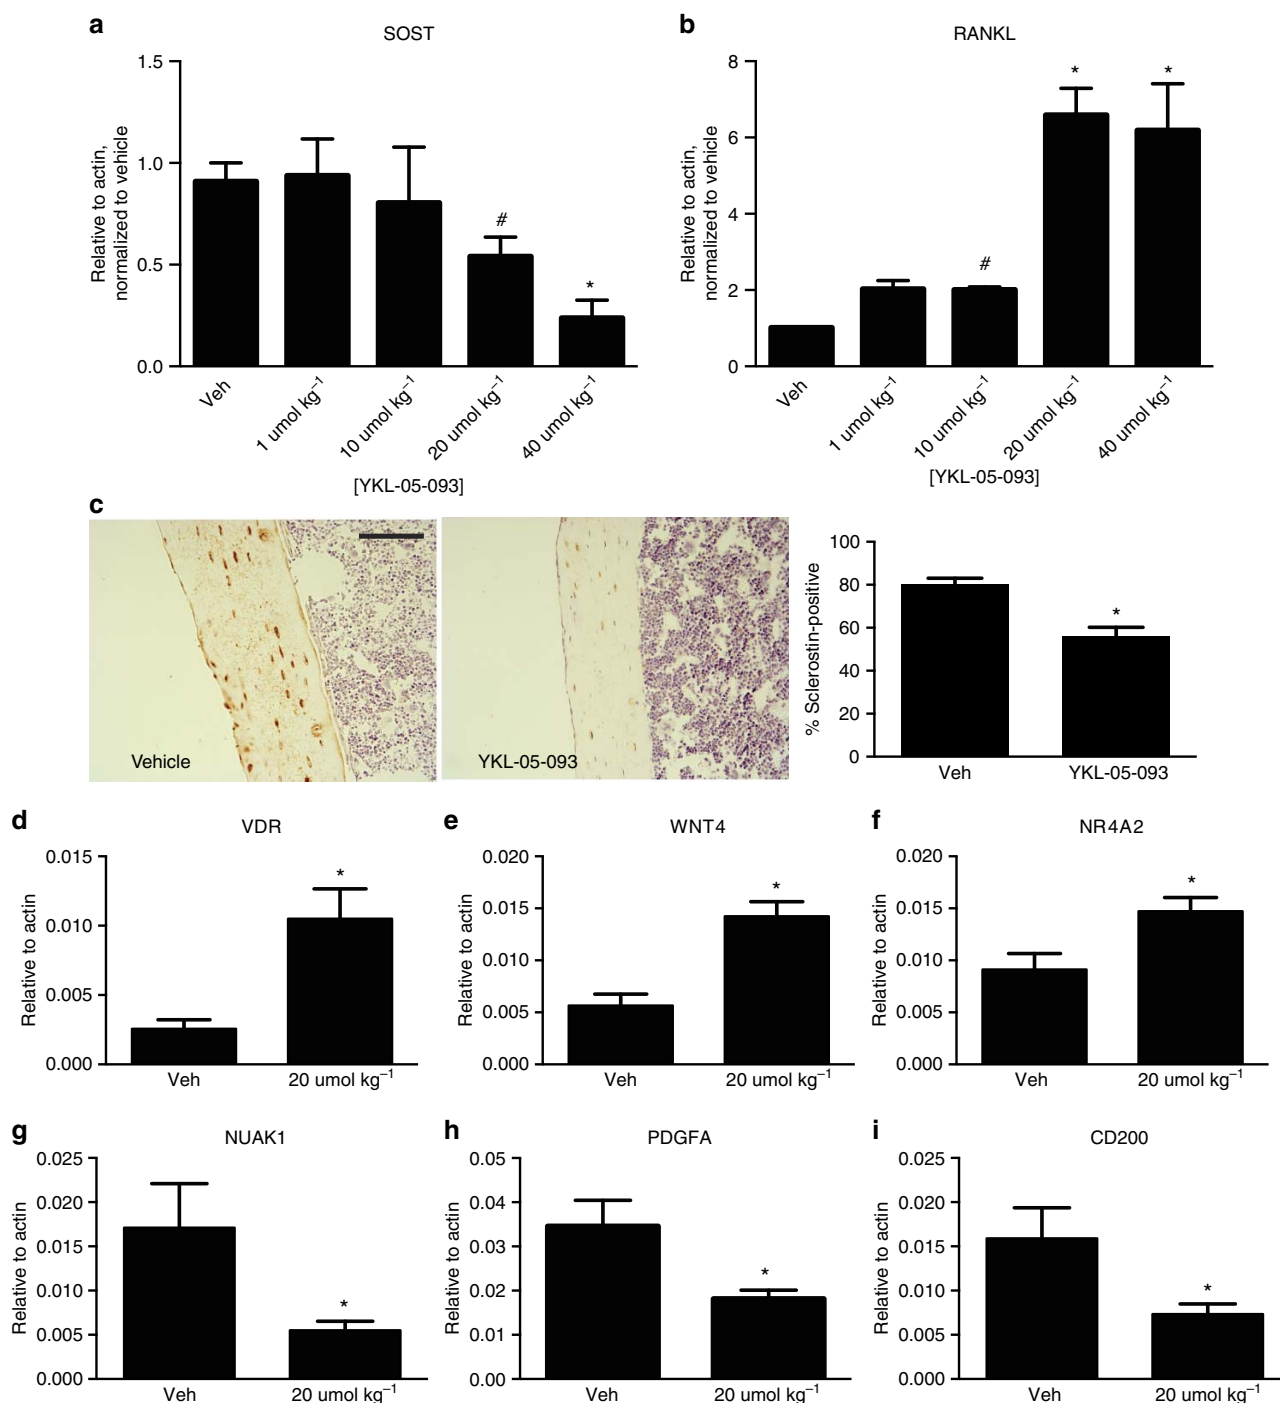 a
SOST
Relative to actin,
normalized to vehicle
1.5
1.0
0.5
0.0
#
*
Veh
1 umol kg⁻¹
10 umol kg⁻¹
20 umol kg⁻¹
40 umol kg⁻¹
[YKL-05-093]
b
RANKL
Relative to actin,
normalized to vehicle
8
6
4
2
0
#
*
*
Veh
1 umol kg⁻¹
10 umol kg⁻¹
20 umol kg⁻¹
40 umol kg⁻¹
[YKL-05-093]
c
Vehicle
YKL-05-093
% Sclerostin-positive
100
80
60
40
20
0
*
Veh
YKL-05-093
d
VDR
Relative to actin
0.015
0.010
0.005
0.000
*
Veh
20 umol kg⁻¹
e
WNT4
Relative to actin
0.020
0.015
0.010
0.005
0.000
*
Veh
20 umol kg⁻¹
f
NR4A2
Relative to actin
0.020
0.015
0.010
0.005
0.000
*
Veh
20 umol kg⁻¹
g
NUAK1
Relative to actin
0.025
0.020
0.015
0.010
0.005
0.000
*
Veh
20 umol kg⁻¹
h
PDGFA
Relative to actin
0.05
0.04
0.03
0.02
0.01
0.00
*
Veh
20 umol kg⁻¹
i
CD200
Relative to actin
0.025
0.020
0.015
0.010
0.005
0.000
*
Veh
20 umol kg⁻¹